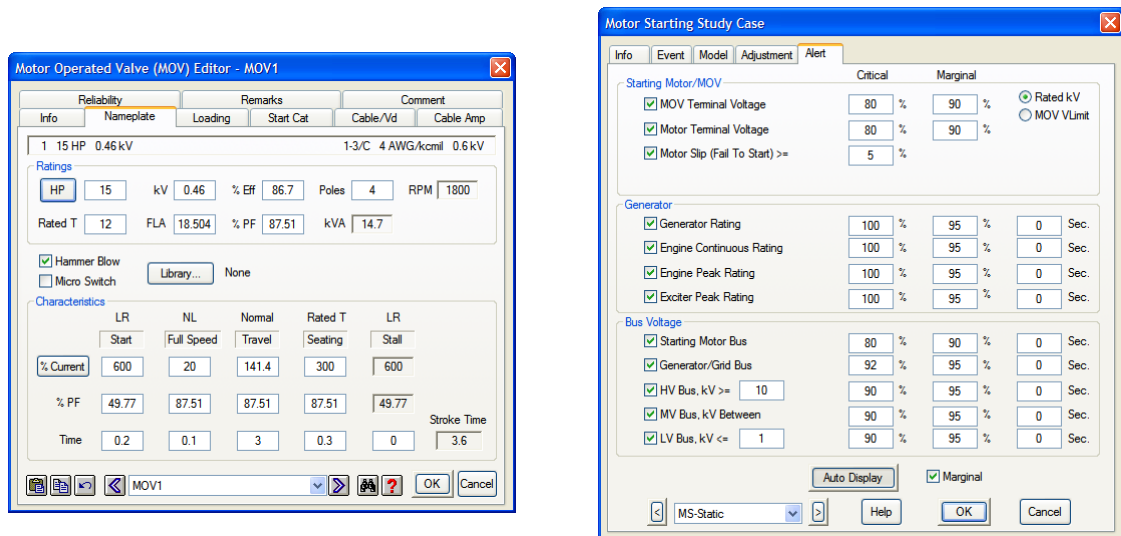 Motor Operated Valve (MOV) Editor - MOV1
Reliability Remarks Comment
Info Nameplate Loading Start Cat Cable/Vd Cable Amp
1 15 HP 0.46 kV 1-3/C 4 AWG/kcmil 0.6 kV
Ratings
HP 15 kV 0.46 % Eff 86.7 Poles 4 RPM 1800
Rated T 12 FLA 18.504 % PF 87.51 kVA 14.7
Hammer Blow
Micro Switch
Library... None
Characteristics
LR NL Normal Rated T LR
Start Full Speed Travel Seating Stall
% Current 600 20 141.4 300 600
% PF 49.77 87.51 87.51 87.51 49.77
Stroke Time
Time 0.2 0.1 3 0.3 0 3.6
MOV1 ? OK Cancel
Motor Starting Study Case
Info Event Model Adjustment Alert
Critical Marginal
Starting Motor/MOV
MOV Terminal Voltage 80 % 90 % Rated kV
MOV VLimit
Motor Terminal Voltage 80 % 90 %
Motor Slip (Fail To Start) >= 5 %
Generator
Generator Rating 100 % 95 % 0 Sec.
Engine Continuous Rating 100 % 95 % 0 Sec.
Engine Peak Rating 100 % 95 % 0 Sec.
Exciter Peak Rating 100 % 95 % 0 Sec.
Bus Voltage
Starting Motor Bus 80 % 90 % 0 Sec.
Generator/Grid Bus 92 % 95 % 0 Sec.
HV Bus, kV >= 10 90 % 95 % 0 Sec.
MV Bus, kV Between 90 % 95 % 0 Sec.
LV Bus, kV <= 1 90 % 95 % 0 Sec.
Auto Display Marginal
< MS-Static > Help OK Cancel